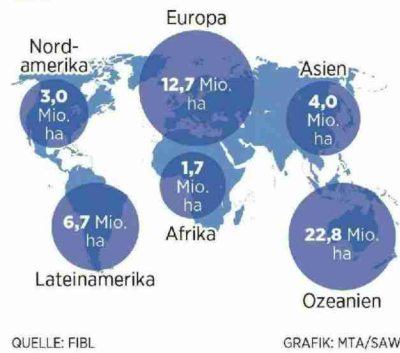 Europa
12,7 Mio.
ha
Nord-
amerika
3,0
Mio.
ha
Asien
4,0
Mio.
ha
1,7
Mio.
ha
Afrika
6,7 Mio.
ha
Lateinamerika
22,8 Mio.
ha
Ozeanien
QUELLE: FIBL
GRAFIK: MTA/SAW